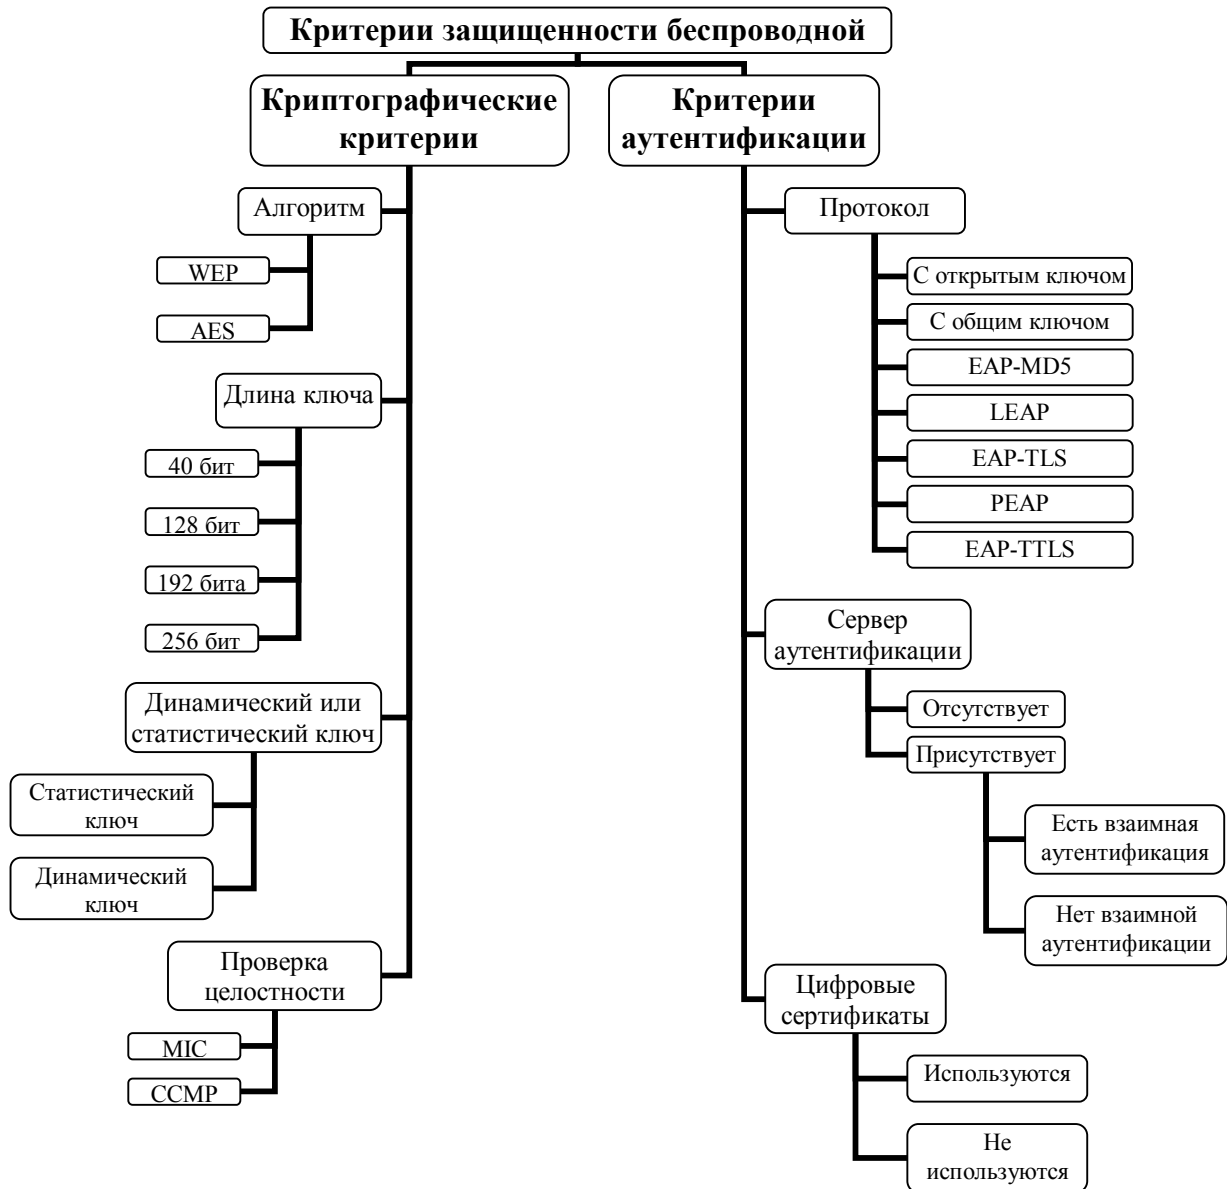 Критерии защищенности беспроводной
Криптографические
критерии
Алгоритм
WEP
AES
Длина ключа
40 бит
128 бит
192 бита
256 бит
Динамический или
статистический ключ
Статистический
ключ
Динамический
ключ
Проверка
целостности
MIC
CCMP
Критерии
аутентификации
Протокол
С открытым ключом
С общим ключом
EAP-MD5
LEAP
EAP-TLS
PEAP
EAP-TTLS
Сервер
аутентификации
Отсутствует
Присутствует
Есть взаимная
аутентификация
Нет взаимной
аутентификации
Цифровые
сертификаты
Используются
Не
используются